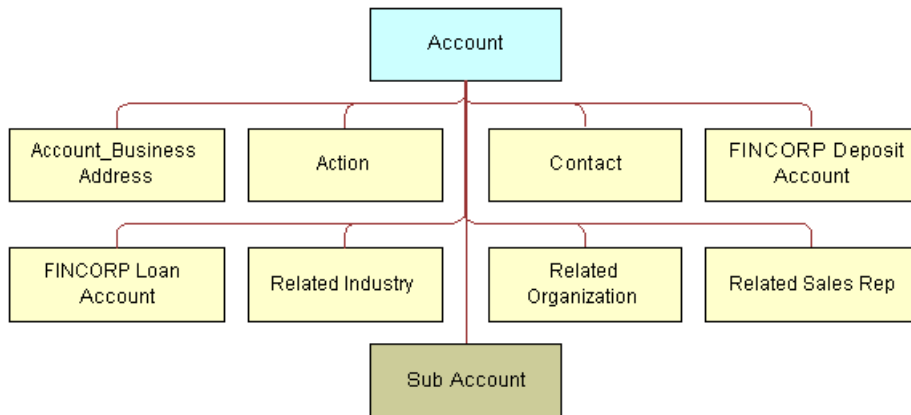 Account
Account_Business
Address
Action
Contact
FINCORP Deposit
Account
FINCORP Loan
Account
Related Industry
Related
Organization
Related Sales Rep
Sub Account